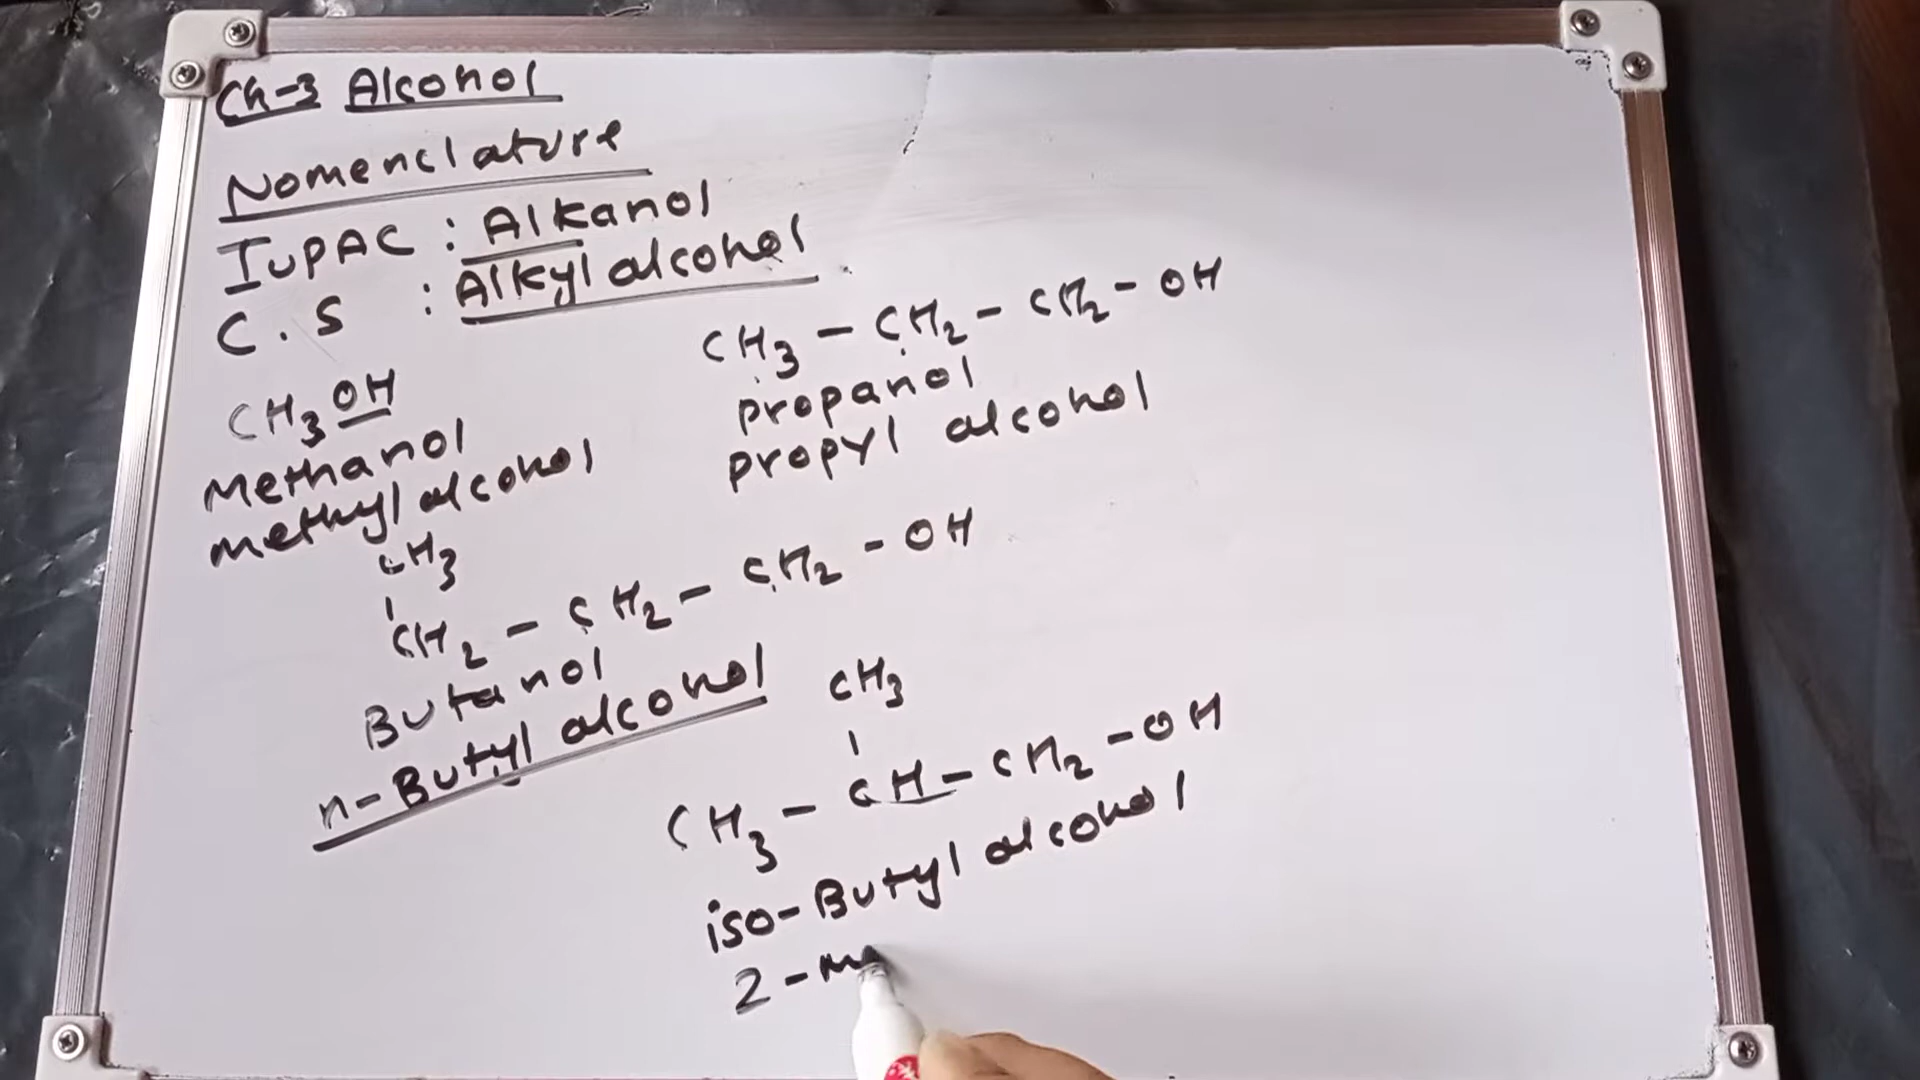 Ch-3 Alcohol
Nomenclature
IUPAC : Alkanol
C.S : Alkyl alcohol
CH3OH
Methanol
methyl alcohol
CH3 - CH2 - CH2 - OH
propanol
propyl alcohol
CH3
CH2 - CH2 - CH2 - OH
Butanol
n-Butyl alcohol
CH3
CH3 - CH - CH2 - OH
iso-Butyl alcohol
2-m